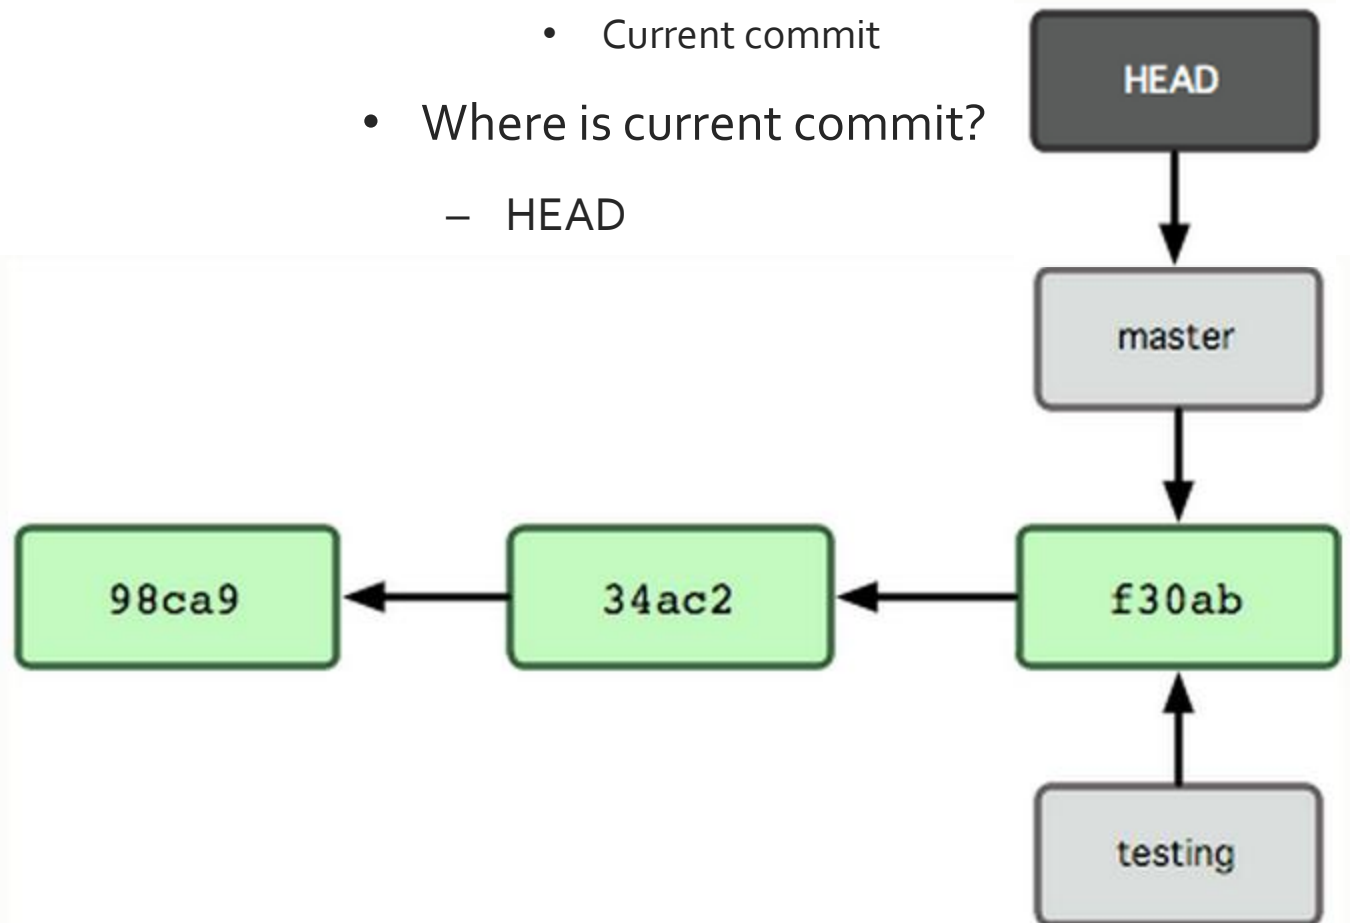 • Current commit
• Where is current commit?
– HEAD
HEAD
master
98ca9
34ac2
f30ab
testing